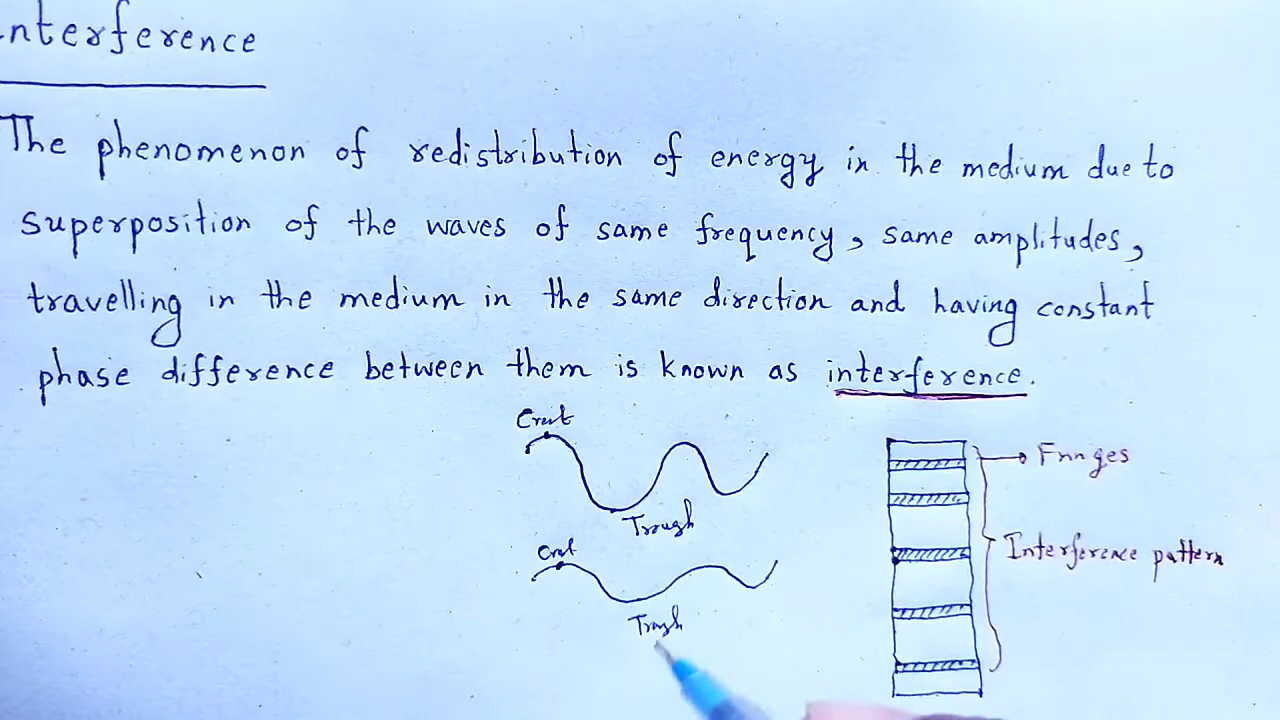 nterference
The phenomenon of redistribution of energy in the medium due to
superposition of the waves of same frequency, same amplitudes,
travelling in the medium in the same direction and having constant
phase difference between them is known as interference.
Crest
Trough
Crest
Trough
Fringes
Interference pattern